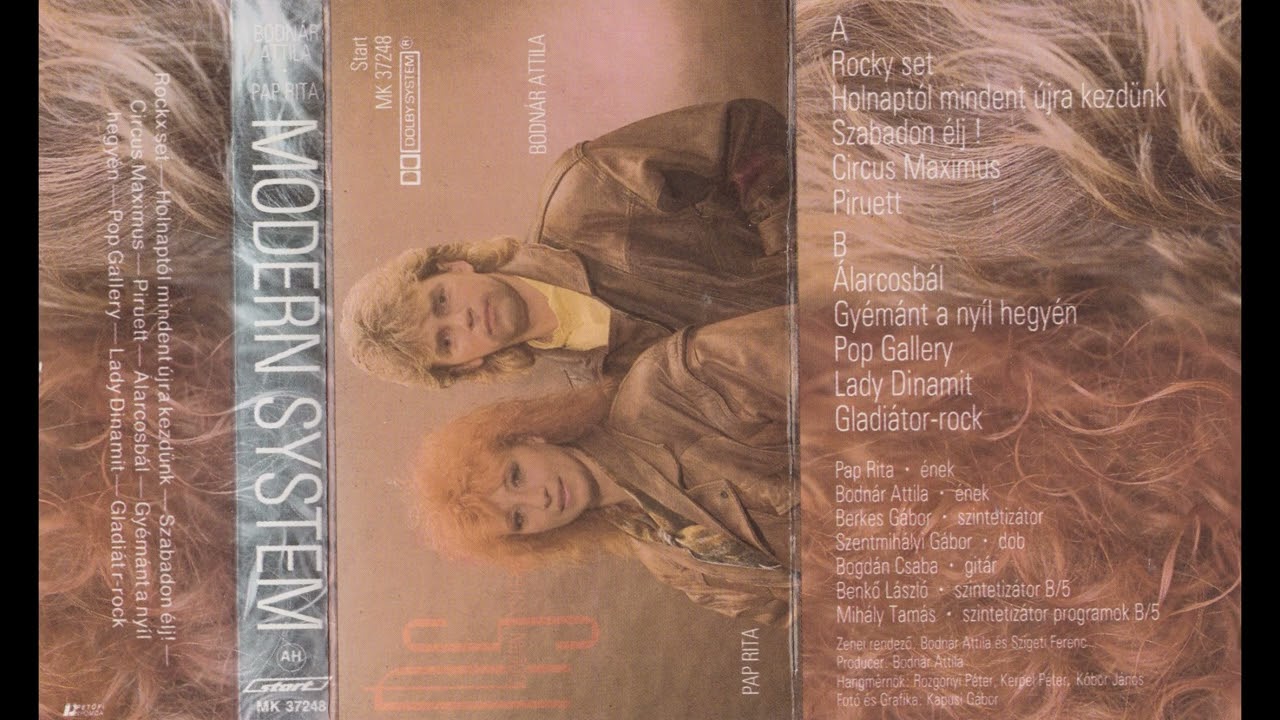 Rock×set — Holnaptól mindent újra kezdünk — Szabadon élj! —
Circus Maximus — Piruett — Álarcosbál — Gyémánt a nyíl
hegyén — Pop Gallery — Lady Dinamit — Gladiát r-rock
BODNÁR
ATTILA
·
PAP RITA
MODERN SYSTEM
AH
start
MK 37248
Start
MK 37248
DOLBY SYSTEM®
BODNÁR ATTILA
PAP RITA
MS
A
Rocky set
Holnaptól mindent újra kezdünk
Szabadon élj !
Circus Maximus
Piruett
B
Álarcosbál
Gyémánt a nyíl hegyén
Pop Gallery
Lady Dinamit
Gladiátor-rock
Pap Rita • ének
Bodnár Attila • ének
Berkes Gábor • szintetizátor
Szentmihályi Gábor • dob
Bogdán Csaba • gitár
Benkő László • szintetizátor B/5
Mihály Tamás • szintetizátor programok B/5
Zenei rendező: Bodnár Attila és Szigeti Ferenc
Producer: Bodnár Attila
Hangmérnök: Rozgonyi Péter, Kerpel Péter, Kóbor János
Fotó és Grafika: Kapusi Gábor